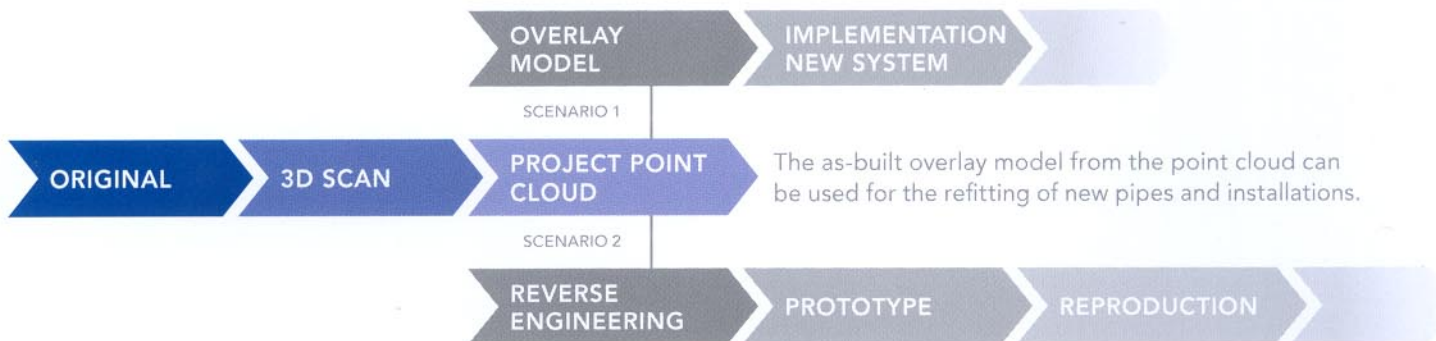 OVERLAY
MODEL
IMPLEMENTATION
NEW SYSTEM
SCENARIO 1
ORIGINAL
3D SCAN
PROJECT POINT
CLOUD
The as-built overlay model from the point cloud can
be used for the refitting of new pipes and installations.
SCENARIO 2
REVERSE
ENGINEERING
PROTOTYPE
REPRODUCTION